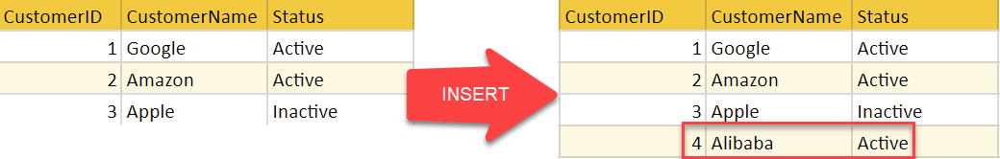 CustomerID CustomerName Status
1 Google Active
2 Amazon Active
3 Apple Inactive
INSERT
CustomerID CustomerName Status
1 Google Active
2 Amazon Active
3 Apple Inactive
4 Alibaba Active